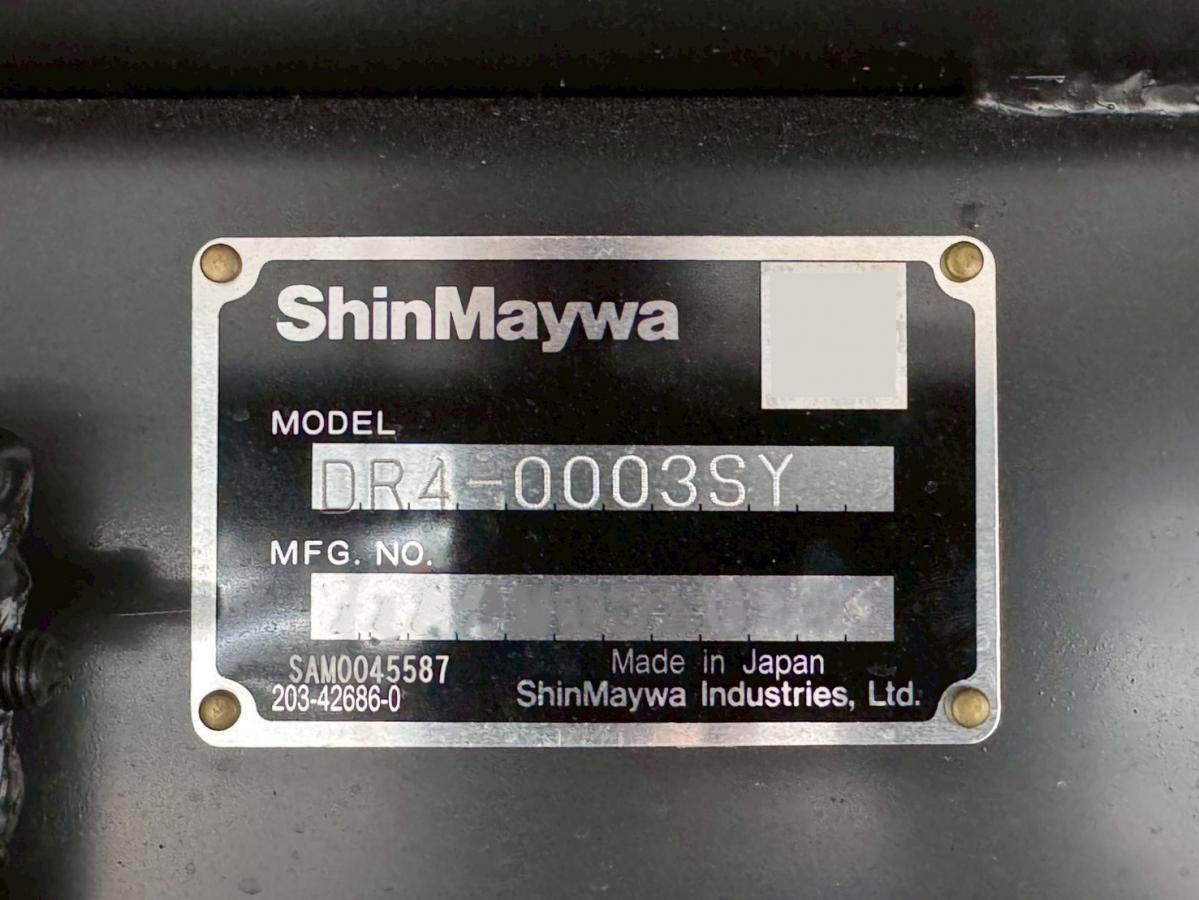 ShinMaywa
MODEL
DR4-0003SY
MFG. NO.
SAM0045587
203-42686-0
Made in Japan
ShinMaywa Industries, Ltd.